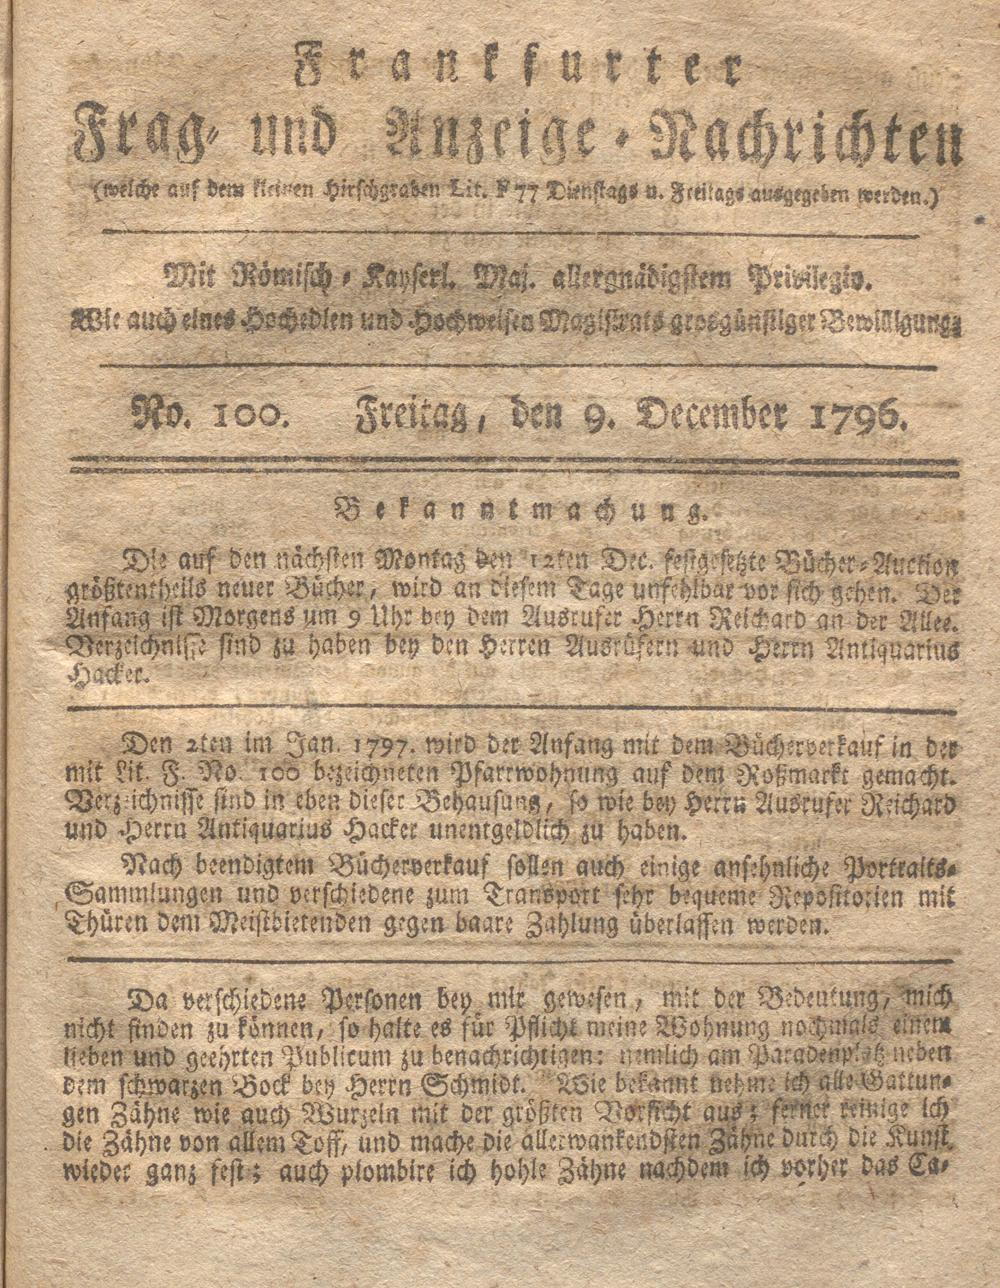 Frankfurter
Frag- und Anzeige-Nachrichten
(welche auf dem kleinen Hirschgraben Lit. F 77 Dienstags u. Freitags ausgegeben werden.)
Mit Römisch-Kayserl. Maj. allergnädigstem Privilegio.
Wie auch eines Hochedlen und Hochweisen Magistrats grosgünstiger Bewilligung:
No. 100. Freitag, den 9. December 1796.
Bekanntmachung.
Die auf den nächsten Montag den 12ten Dec. festgesetzte Bücher-Auction
größtentheils neuer Bücher, wird an diesem Tage unfehlbar vor sich gehen. Der
Anfang ist Morgens um 9 Uhr bey dem Ausrufer Herrn Reichard an der Allee.
Verzeichnisse sind zu haben bey den Herren Ausrüfern und Herrn Antiquarius
Hacker.
Den 2ten im Jan. 1797. wird der Anfang mit dem Bücherverkauf in der
mit Lit. F. No. 100 bezeichneten Pfarrwohnung auf dem Roßmarkt gemacht.
Verzeichnisse sind in eben dieser Behausung, so wie bey Herrn Ausrufer Reichard
und Herrn Antiquarius Hacker unentgeldlich zu haben.
Nach beendigtem Bücherverkauf sollen auch einige ansehnliche Portraits-
Sammlungen und verschiedene zum Transport sehr bequeme Repositorien mit
Thüren dem Meistbietenden gegen baare Zahlung überlassen werden.
Da verschiedene Personen bey mir gewesen, mit der Bedeutung, mich
nicht finden zu können, so halte es für Pflicht meine Wohnung nochmals einem
lieben und geehrten Publicum zu benachrichtigen: nemlich am Paradenplatz neben
dem schwarzen Bock bey Herrn Schmidt. Wie bekannt nehme ich alle Gattun-
gen Zähne wie auch Wurzeln mit der größten Vorsicht aus; ferner reinige ich
die Zähne von allem Toff, und mache die allerwankendsten Zähne durch die Kunst
wieder ganz fest; auch plombire ich hohle Zähne nachdem ich vorher das Ca-